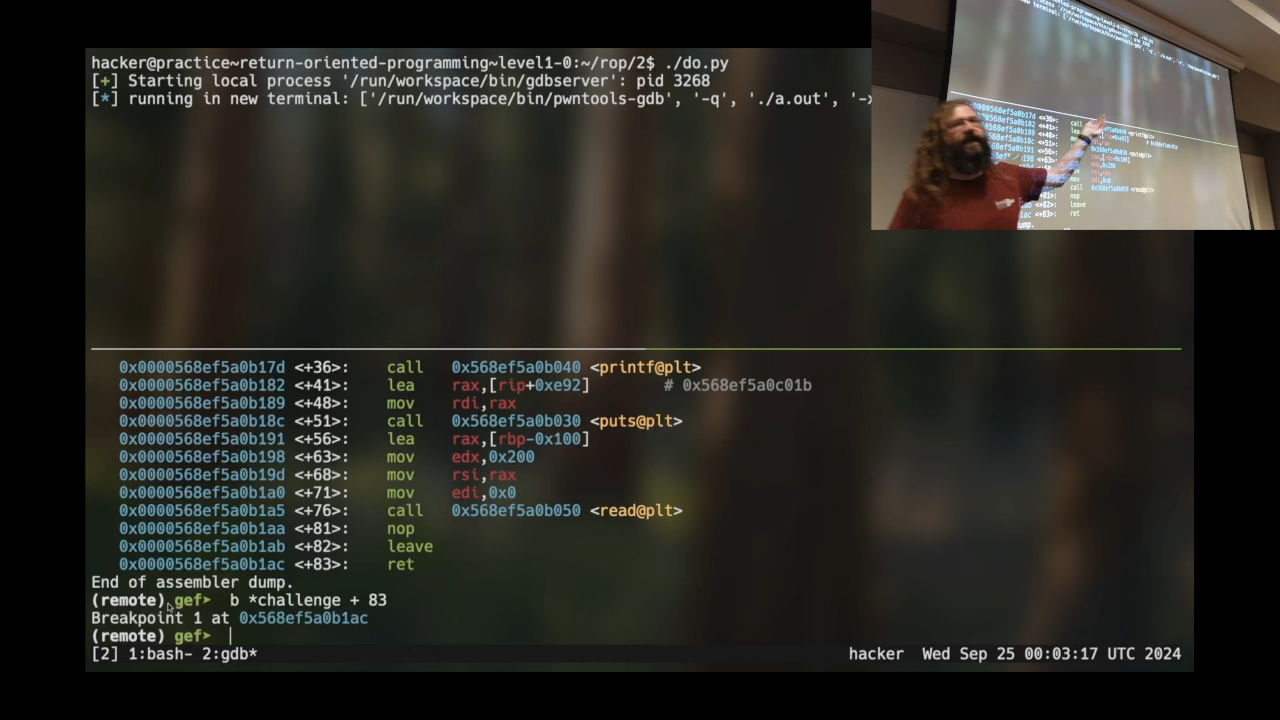 hacker@practice~return-oriented-programming~level1-0:~/rop/2$ ./do.py
[+] Starting local process '/run/workspace/bin/gdbserver': pid 3268
[*] running in new terminal: ['/run/workspace/bin/pwntools-gdb', '-q', './a.out', '-x
0x0000568ef5a0b17d <+36>: call 0x568ef5a0b040 <printf@plt>
0x0000568ef5a0b182 <+41>: lea rax,[rip+0xe92] # 0x568ef5a0c01b
0x0000568ef5a0b189 <+48>: mov rdi,rax
0x0000568ef5a0b18c <+51>: call 0x568ef5a0b030 <puts@plt>
0x0000568ef5a0b191 <+56>: lea rax,[rbp-0x100]
0x0000568ef5a0b198 <+63>: mov edx,0x200
0x0000568ef5a0b19d <+68>: mov rsi,rax
0x0000568ef5a0b1a0 <+71>: mov edi,0x0
0x0000568ef5a0b1a5 <+76>: call 0x568ef5a0b050 <read@plt>
0x0000568ef5a0b1aa <+81>: nop
0x0000568ef5a0b1ab <+82>: leave
0x0000568ef5a0b1ac <+83>: ret
End of assembler dump.
(remote) gef➤ b *challenge + 83
Breakpoint 1 at 0x568ef5a0b1ac
(remote) gef➤
[2] 1:bash- 2:gdb* hacker Wed Sep 25 00:03:17 UTC 2024